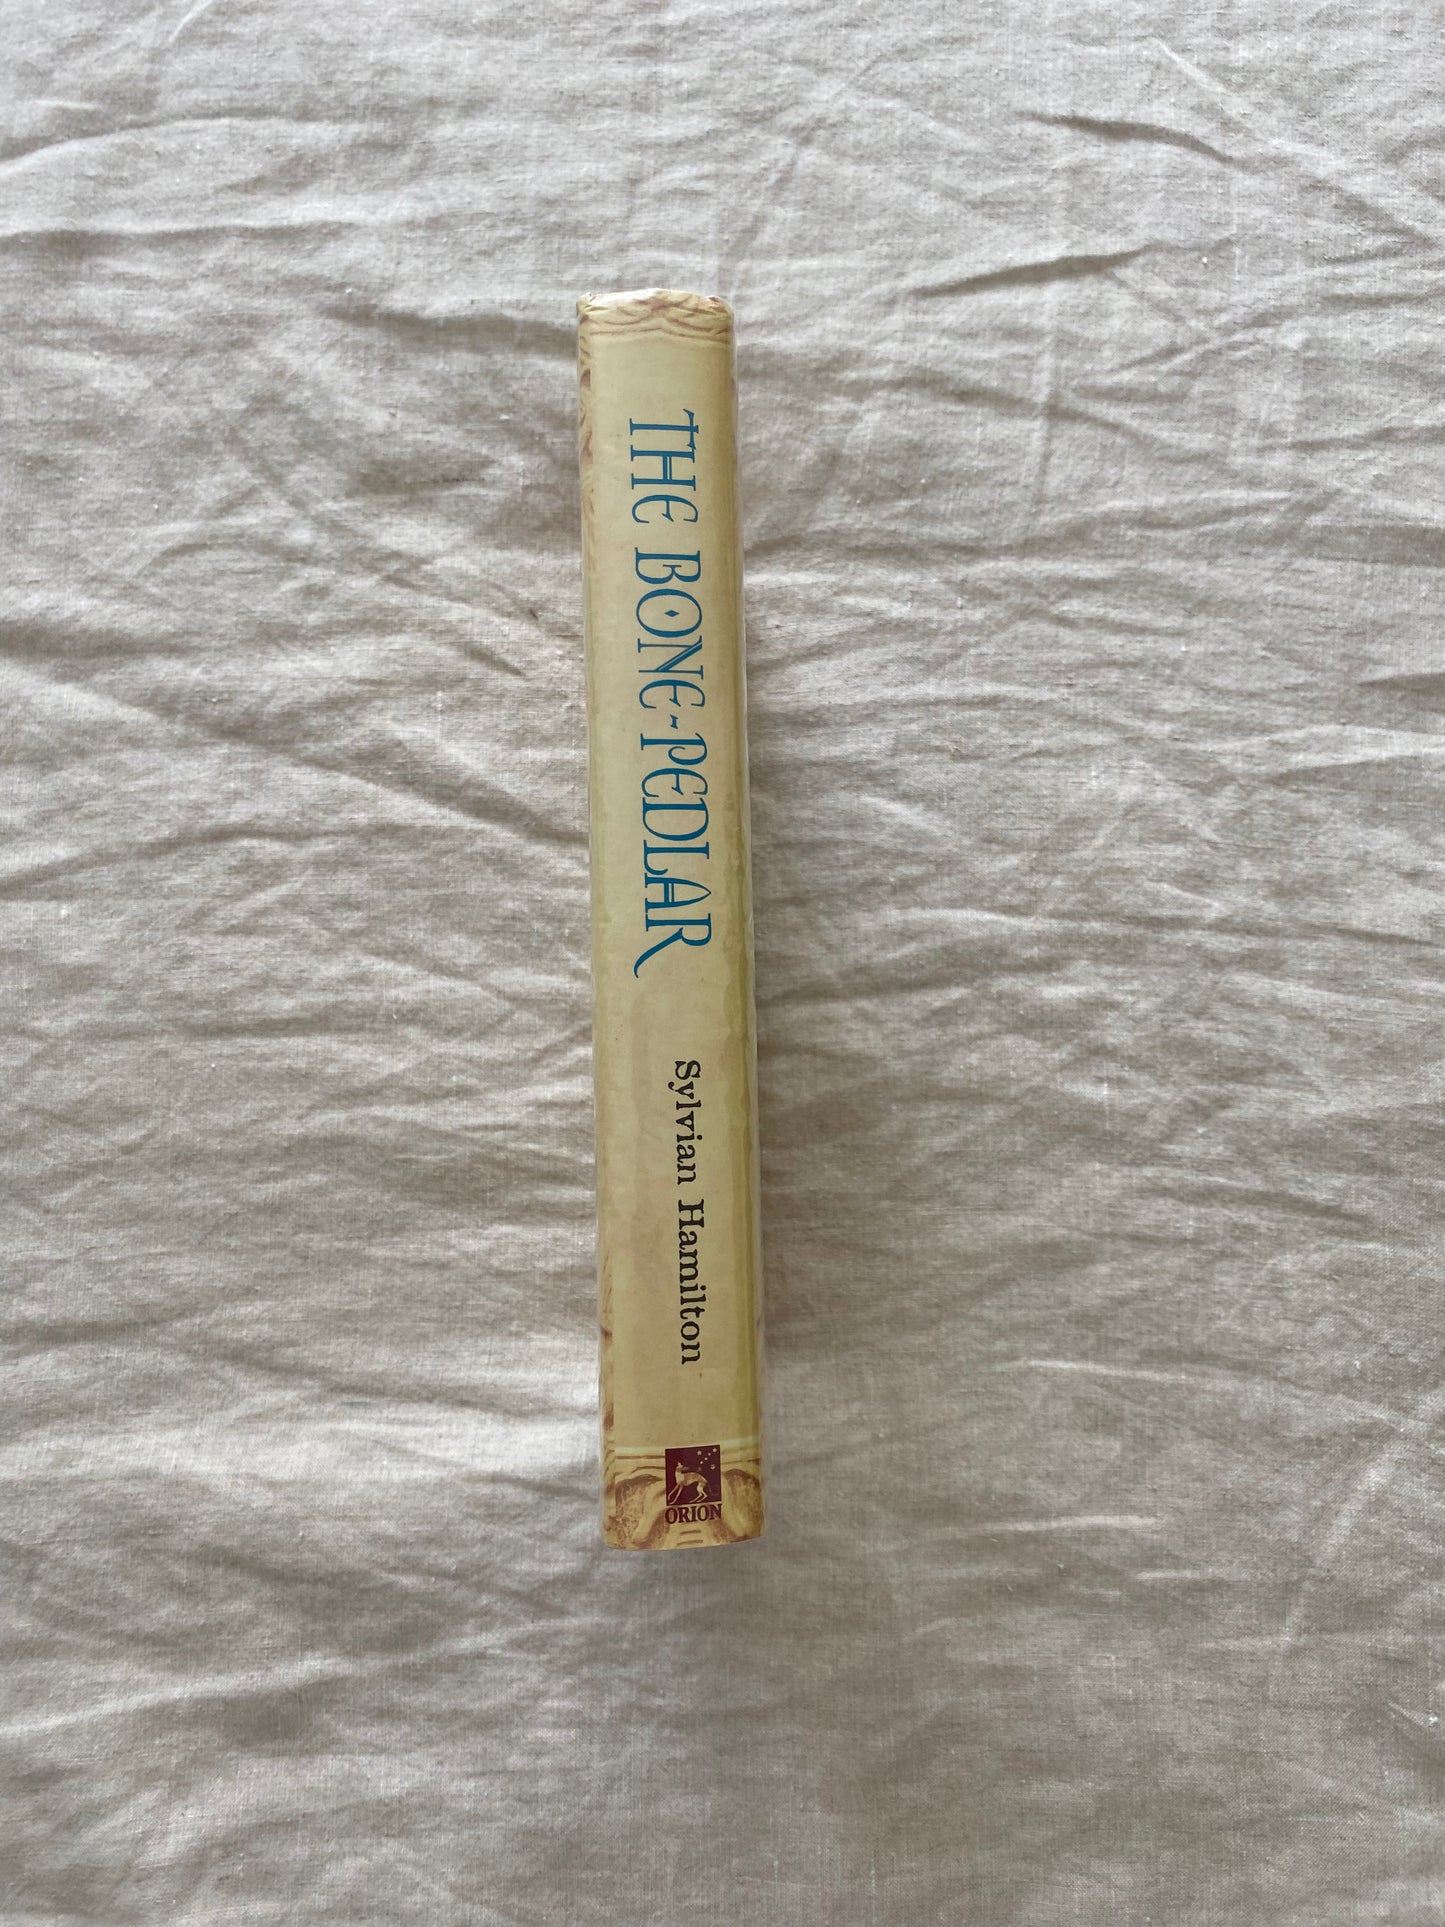 THE BONE-PEDLAR
Sylvian Hamilton
ORION